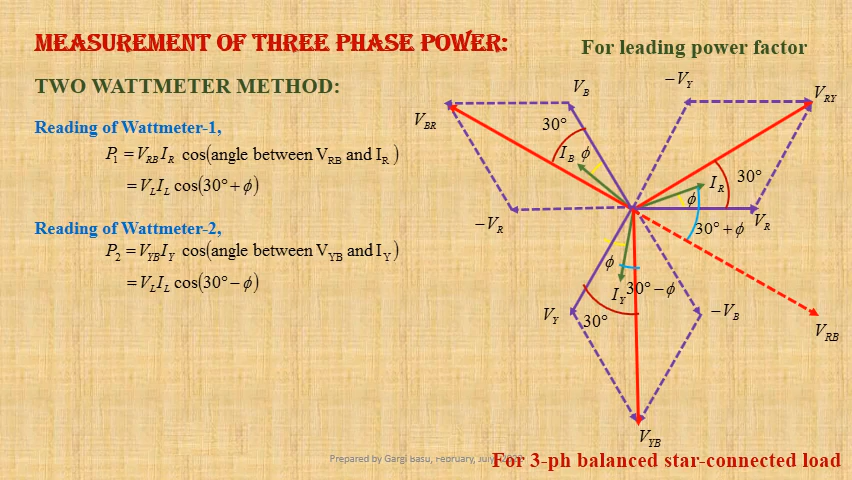 MEASUREMENT OF THREE PHASE POWER:
For leading power factor
TWO WATTMETER METHOD:
Reading of Wattmeter-1,
P₁ = V_RB I_R cos(angle between V_RB and I_R)
= V_L I_L cos(30° + ϕ)
Reading of Wattmeter-2,
P₂ = V_YB I_Y cos(angle between V_YB and I_Y)
= V_L I_L cos(30° − ϕ)
V_B
−V_Y
V_RY
V_BR
30°
I_B ϕ
30°
I_R
ϕ
−V_R
V_R
30° + ϕ
ϕ
I_Y
30° − ϕ
V_Y
30°
−V_B
V_RB
V_YB
Prepared by Gargi Basu, February, July,
For 3-ph balanced star-connected load